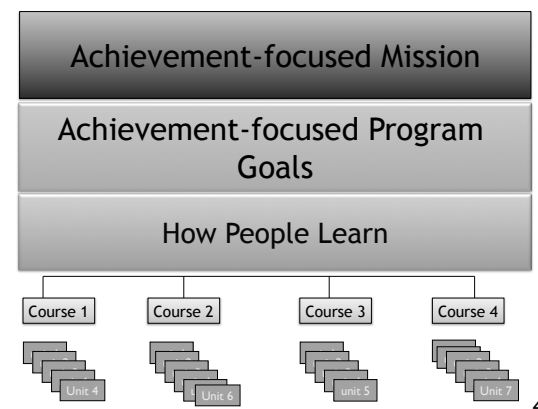 Achievement-focused Mission
Achievement-focused Program
Goals
How People Learn
Course 1
Course 2
Course 3
Course 4
Unit 4
Unit 6
unit 5
Unit 7